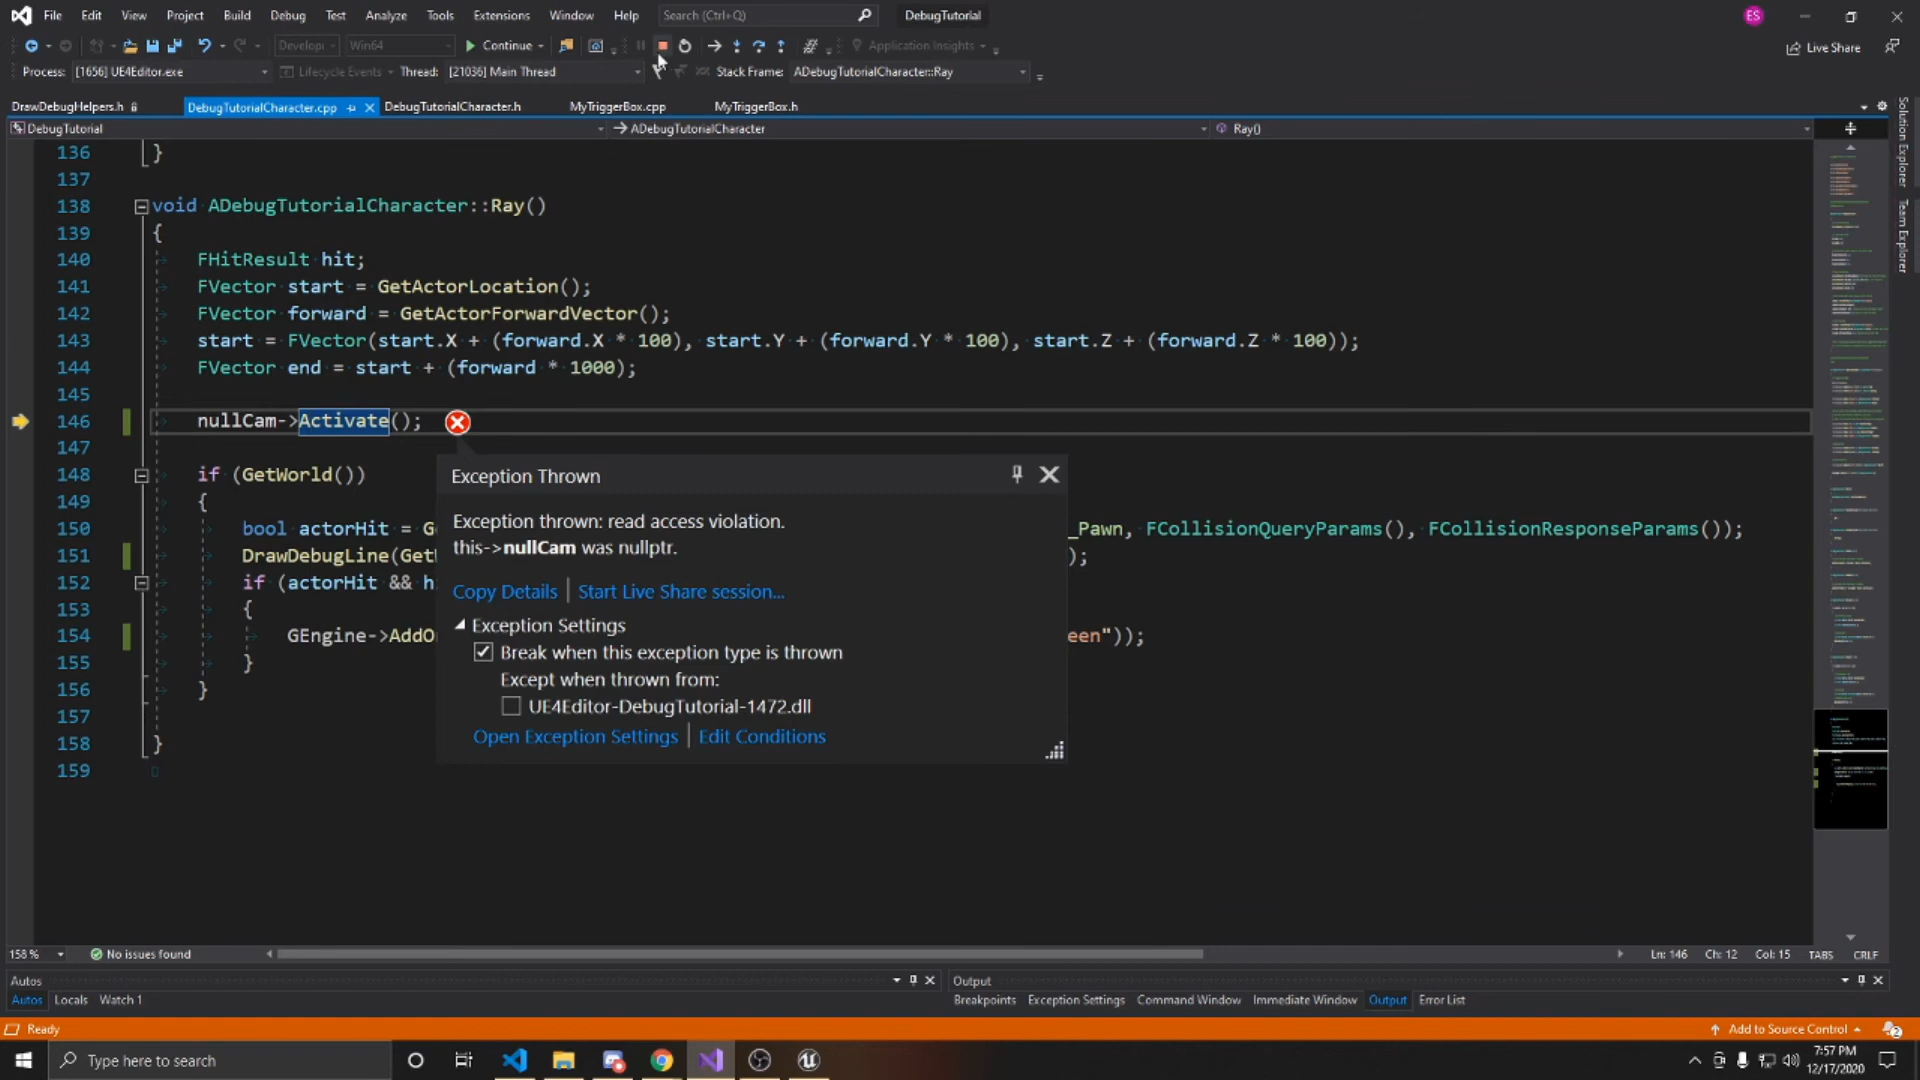 File Edit View Project Build Debug Test Analyze Tools Extensions Window Help Search (Ctrl+Q) DebugTutorial ES
Develop Win64 Continue Application Insights Live Share
Process: [1656] UE4Editor.exe Lifecycle Events Thread: [21036] Main Thread Stack Frame: ADebugTutorialCharacter::Ray
DrawDebugHelpers.h DebugTutorialCharacter.cpp DebugTutorialCharacter.h MyTriggerBox.cpp MyTriggerBox.h
DebugTutorial ADebugTutorialCharacter Ray()
Solution Explorer
Team Explorer
136 }
137
138 void ADebugTutorialCharacter::Ray()
139 {
140 FHitResult hit;
141 FVector start = GetActorLocation();
142 FVector forward = GetActorForwardVector();
143 start = FVector(start.X + (forward.X * 100), start.Y + (forward.Y * 100), start.Z + (forward.Z * 100));
144 FVector end = start + (forward * 1000);
145
146 nullCam->Activate();
147
148 if (GetWorld())
149 {
150 bool actorHit = Ge _Pawn, FCollisionQueryParams(), FCollisionResponseParams());
151 DrawDebugLine(GetW );
152 if (actorHit && h
153 {
154 GEngine->AddO een"));
155 }
156 }
157
158 }
159
Exception Thrown
Exception thrown: read access violation.
this->nullCam was nullptr.
Copy Details | Start Live Share session...
Exception Settings
Break when this exception type is thrown
Except when thrown from:
UE4Editor-DebugTutorial-1472.dll
Open Exception Settings | Edit Conditions
158 % No issues found Ln: 146 Ch: 12 Col: 15 TABS CRLF
Autos Output
Autos Locals Watch 1 Breakpoints Exception Settings Command Window Immediate Window Output Error List
Ready Add to Source Control 2
Type here to search 7:57 PM
12/17/2020